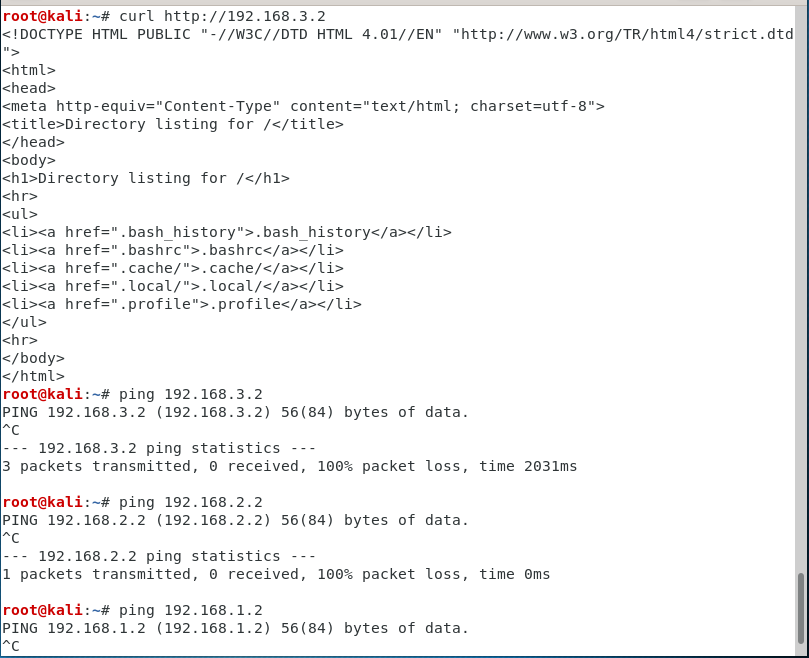 root@kali:~# curl http://192.168.3.2
<!DOCTYPE HTML PUBLIC "-//W3C//DTD HTML 4.01//EN" "http://www.w3.org/TR/html4/strict.dtd
">
<html>
<head>
<meta http-equiv="Content-Type" content="text/html; charset=utf-8">
<title>Directory listing for /</title>
</head>
<body>
<h1>Directory listing for /</h1>
<hr>
<ul>
<li><a href=".bash_history">.bash_history</a></li>
<li><a href=".bashrc">.bashrc</a></li>
<li><a href=".cache/">.cache/</a></li>
<li><a href=".local/">.local/</a></li>
<li><a href=".profile">.profile</a></li>
</ul>
<hr>
</body>
</html>
root@kali:~# ping 192.168.3.2
PING 192.168.3.2 (192.168.3.2) 56(84) bytes of data.
^C
--- 192.168.3.2 ping statistics ---
3 packets transmitted, 0 received, 100% packet loss, time 2031ms

root@kali:~# ping 192.168.2.2
PING 192.168.2.2 (192.168.2.2) 56(84) bytes of data.
^C
--- 192.168.2.2 ping statistics ---
1 packets transmitted, 0 received, 100% packet loss, time 0ms

root@kali:~# ping 192.168.1.2
PING 192.168.1.2 (192.168.1.2) 56(84) bytes of data.
^C